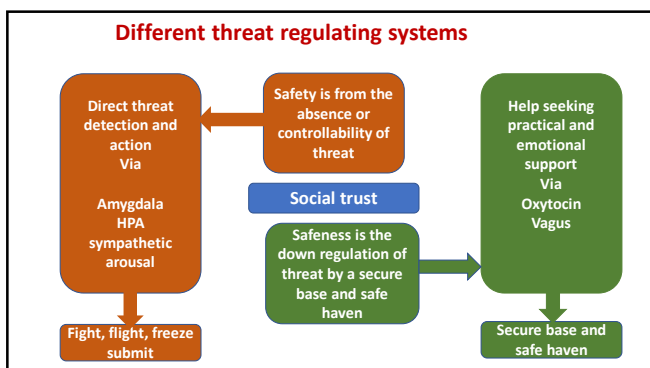 Different threat regulating systems
Direct threat
detection and
action
Via
Amygdala
HPA
sympathetic
arousal
Fight, flight, freeze
submit
Safety is from the
absence or
controllability of
threat
Social trust
Safeness is the
down regulation of
threat by a secure
base and safe
haven
Help seeking
practical and
emotional
support
Via
Oxytocin
Vagus
Secure base and
safe haven